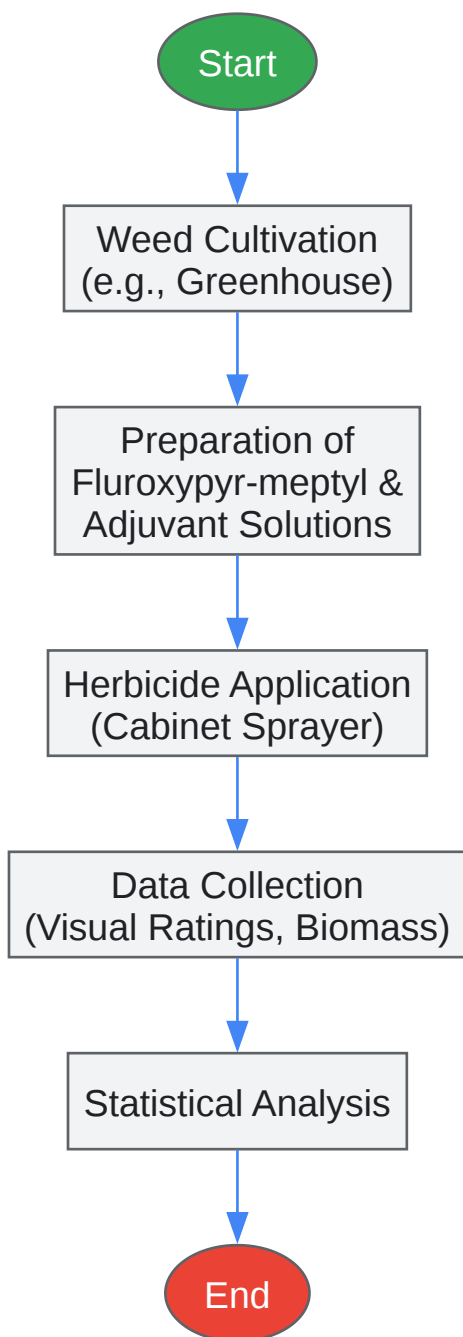 Start
Weed Cultivation
(e.g., Greenhouse)
Preparation of
Fluroxypyr-meptyl &
Adjuvant Solutions
Herbicide Application
(Cabinet Sprayer)
Data Collection
(Visual Ratings, Biomass)
Statistical Analysis
End